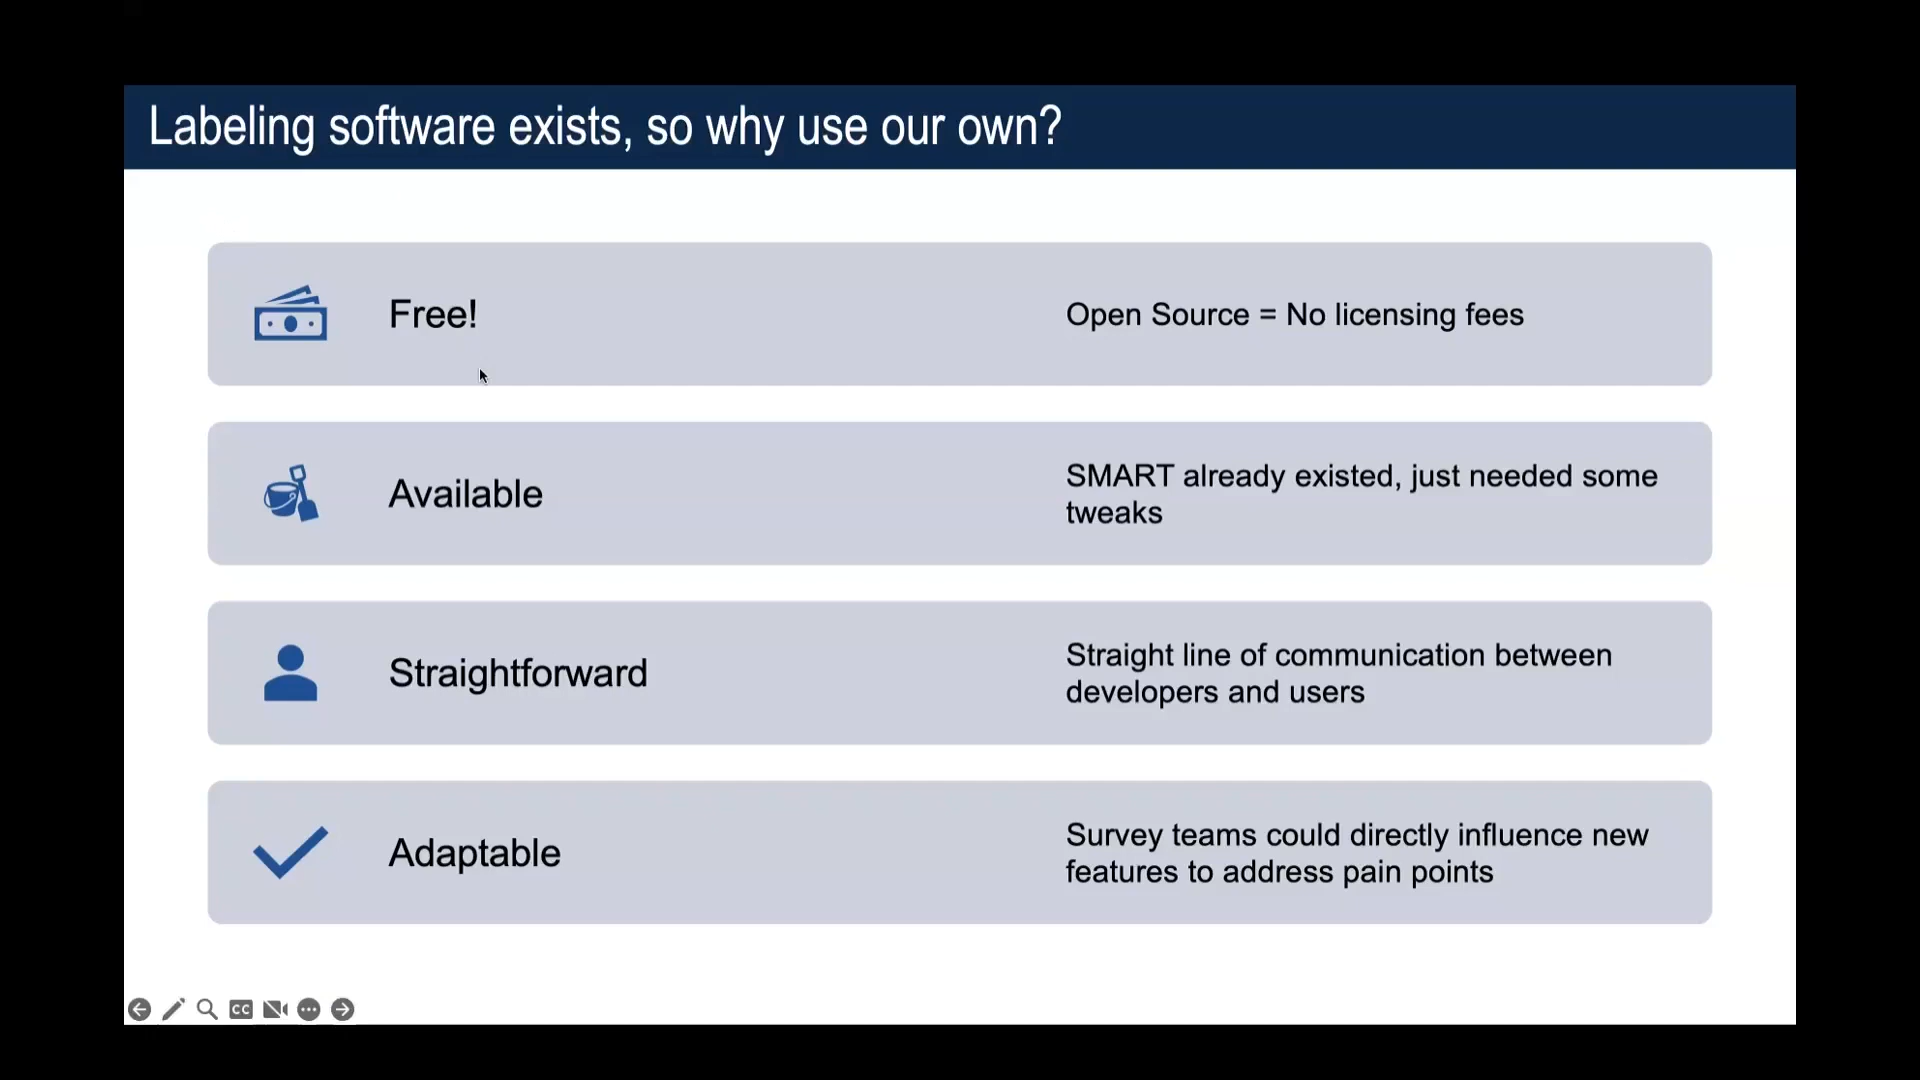 Labeling software exists, so why use our own?
Free!
Open Source = No licensing fees
Available
SMART already existed, just needed some
tweaks
Straightforward
Straight line of communication between
developers and users
Adaptable
Survey teams could directly influence new
features to address pain points
CC